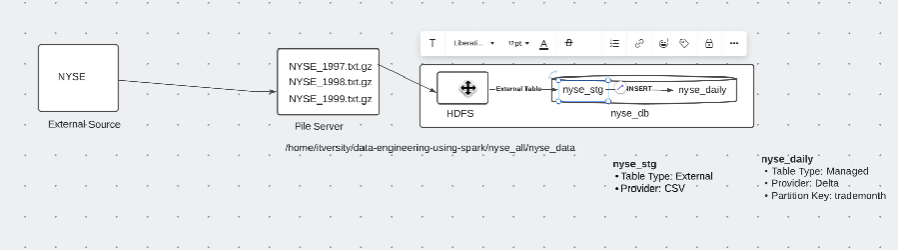 T Liberati... 12pt A S
NYSE
External Source
NYSE_1997.txt.gz
NYSE_1998.txt.gz
NYSE_1999.txt.gz
File Server
/home/itversity/data-engineering-using-spark/nyse_all/nyse_data
HDFS
External Table
nyse_stg
INSERT
nyse_daily
nyse_db
nyse_stg
• Table Type: External
• Provider: CSV
nyse_daily
• Table Type: Managed
• Provider: Delta
• Partition Key: trademonth